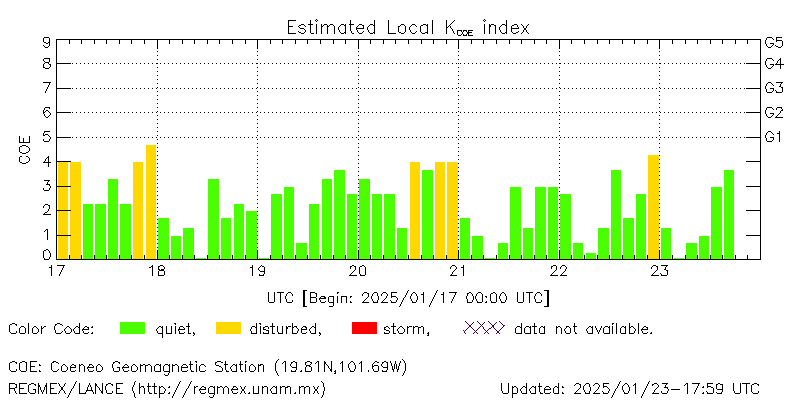 Estimated Local KCOE index
9 G5
8 G4
7 G3
6 G2
5 G1
4
3
2
1
0
COE
17 18 19 20 21 22 23
UTC [Begin: 2025/01/17 00:00 UTC]
Color Code: quiet, disturbed, storm, data not available.
COE: Coeneo Geomagnetic Station (19.81N,101.69W)
REGMEX/LANCE (http://regmex.unam.mx) Updated: 2025/01/23-17:59 UTC